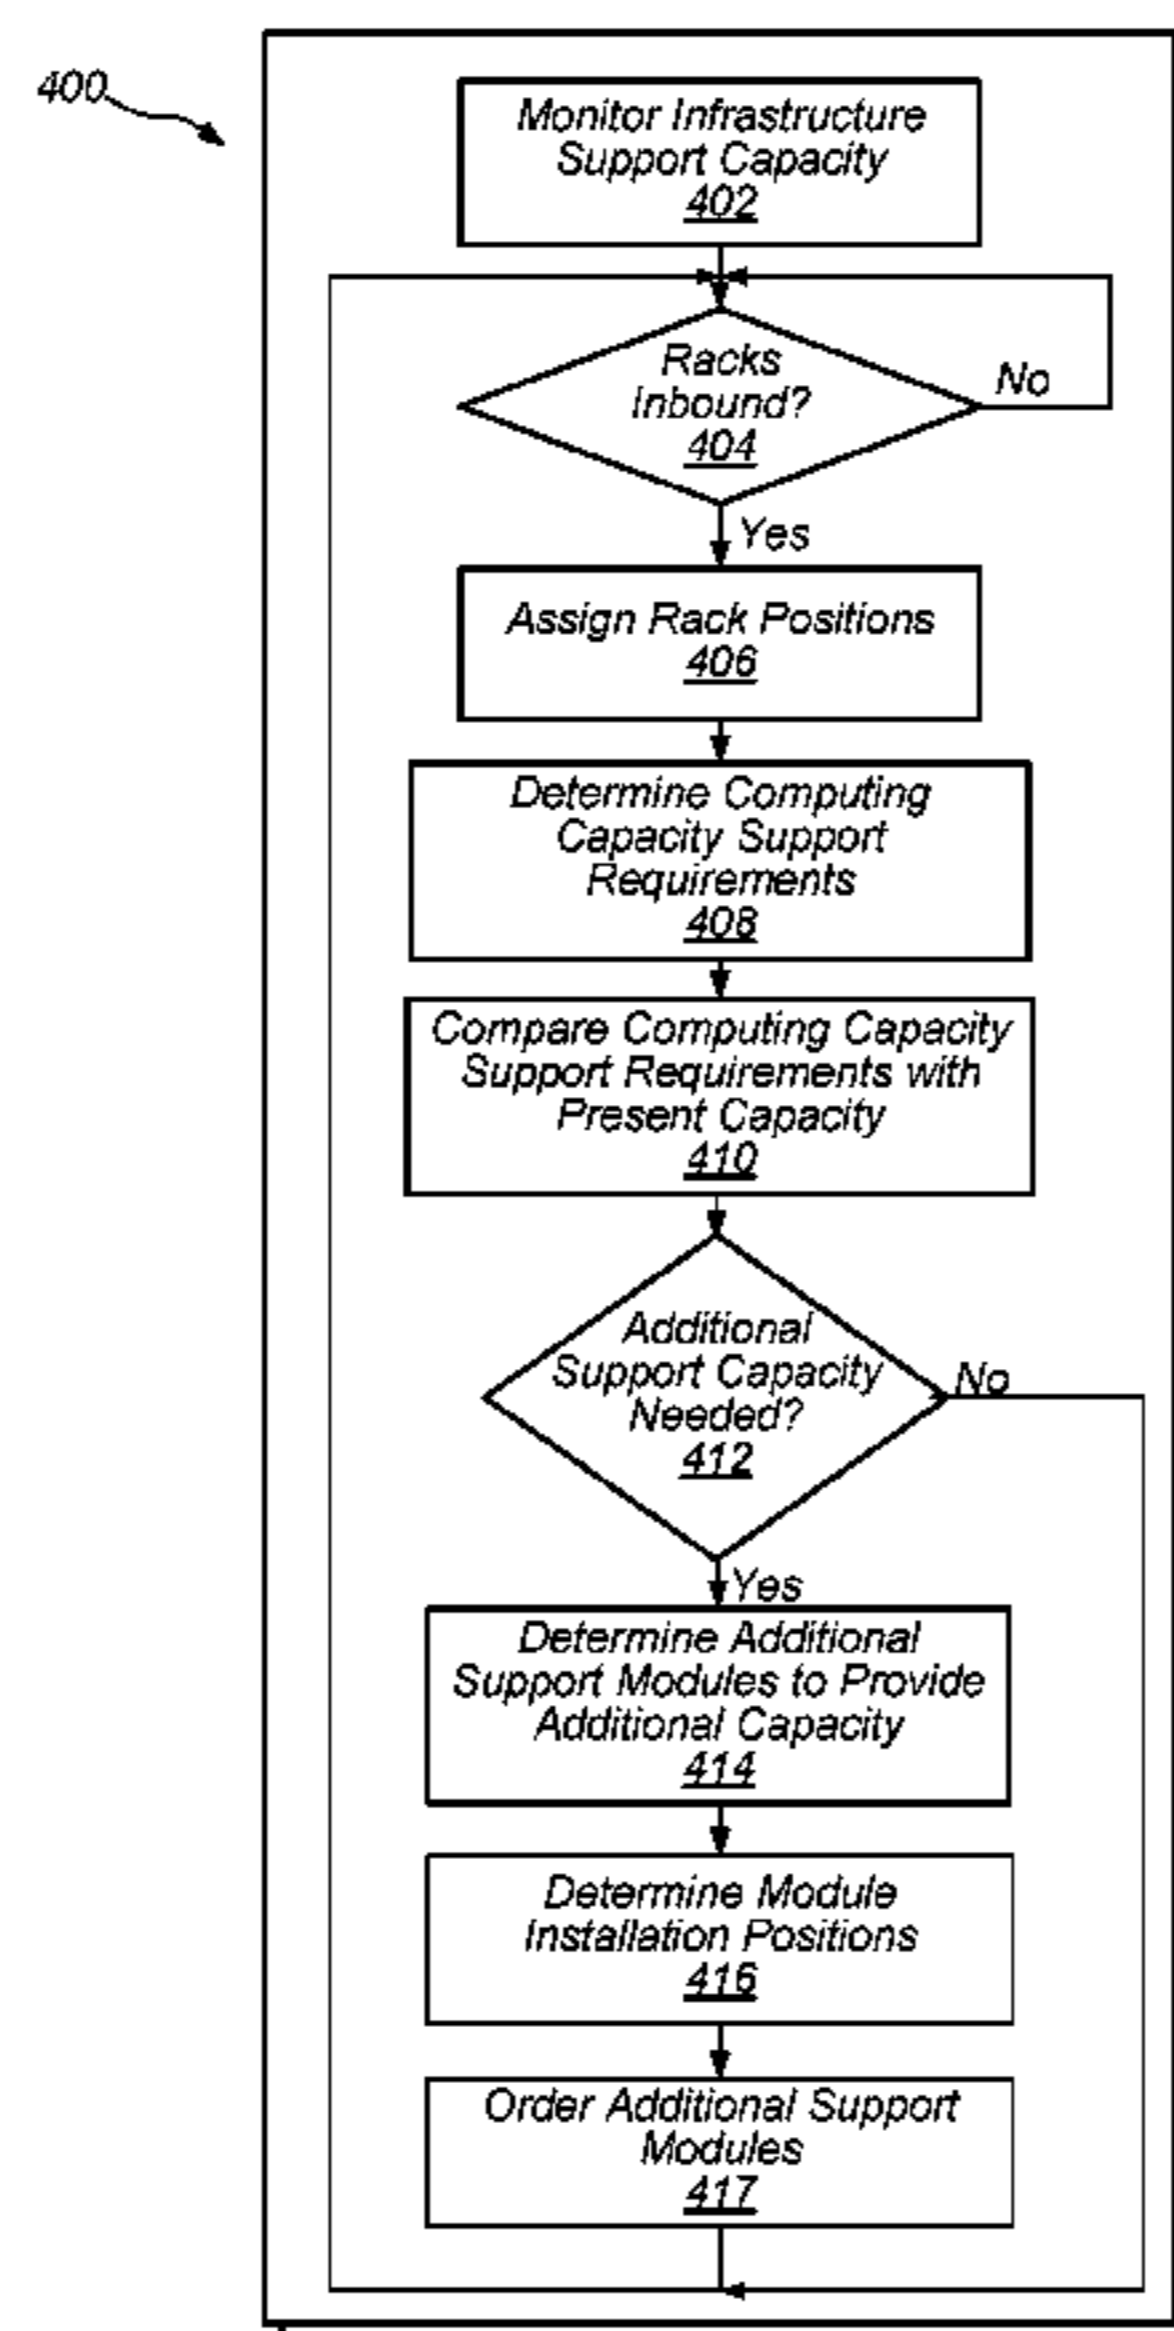 400
Monitor Infrastructure
Support Capacity
402
Racks
Inbound?
404
No
Yes
Assign Rack Positions
406
Determine Computing
Capacity Support
Requirements
408
Compare Computing Capacity
Support Requirements with
Present Capacity
410
Additional
Support Capacity
Needed?
412
No
Yes
Determine Additional
Support Modules to Provide
Additional Capacity
414
Determine Module
Installation Positions
416
Order Additional Support
Modules
417